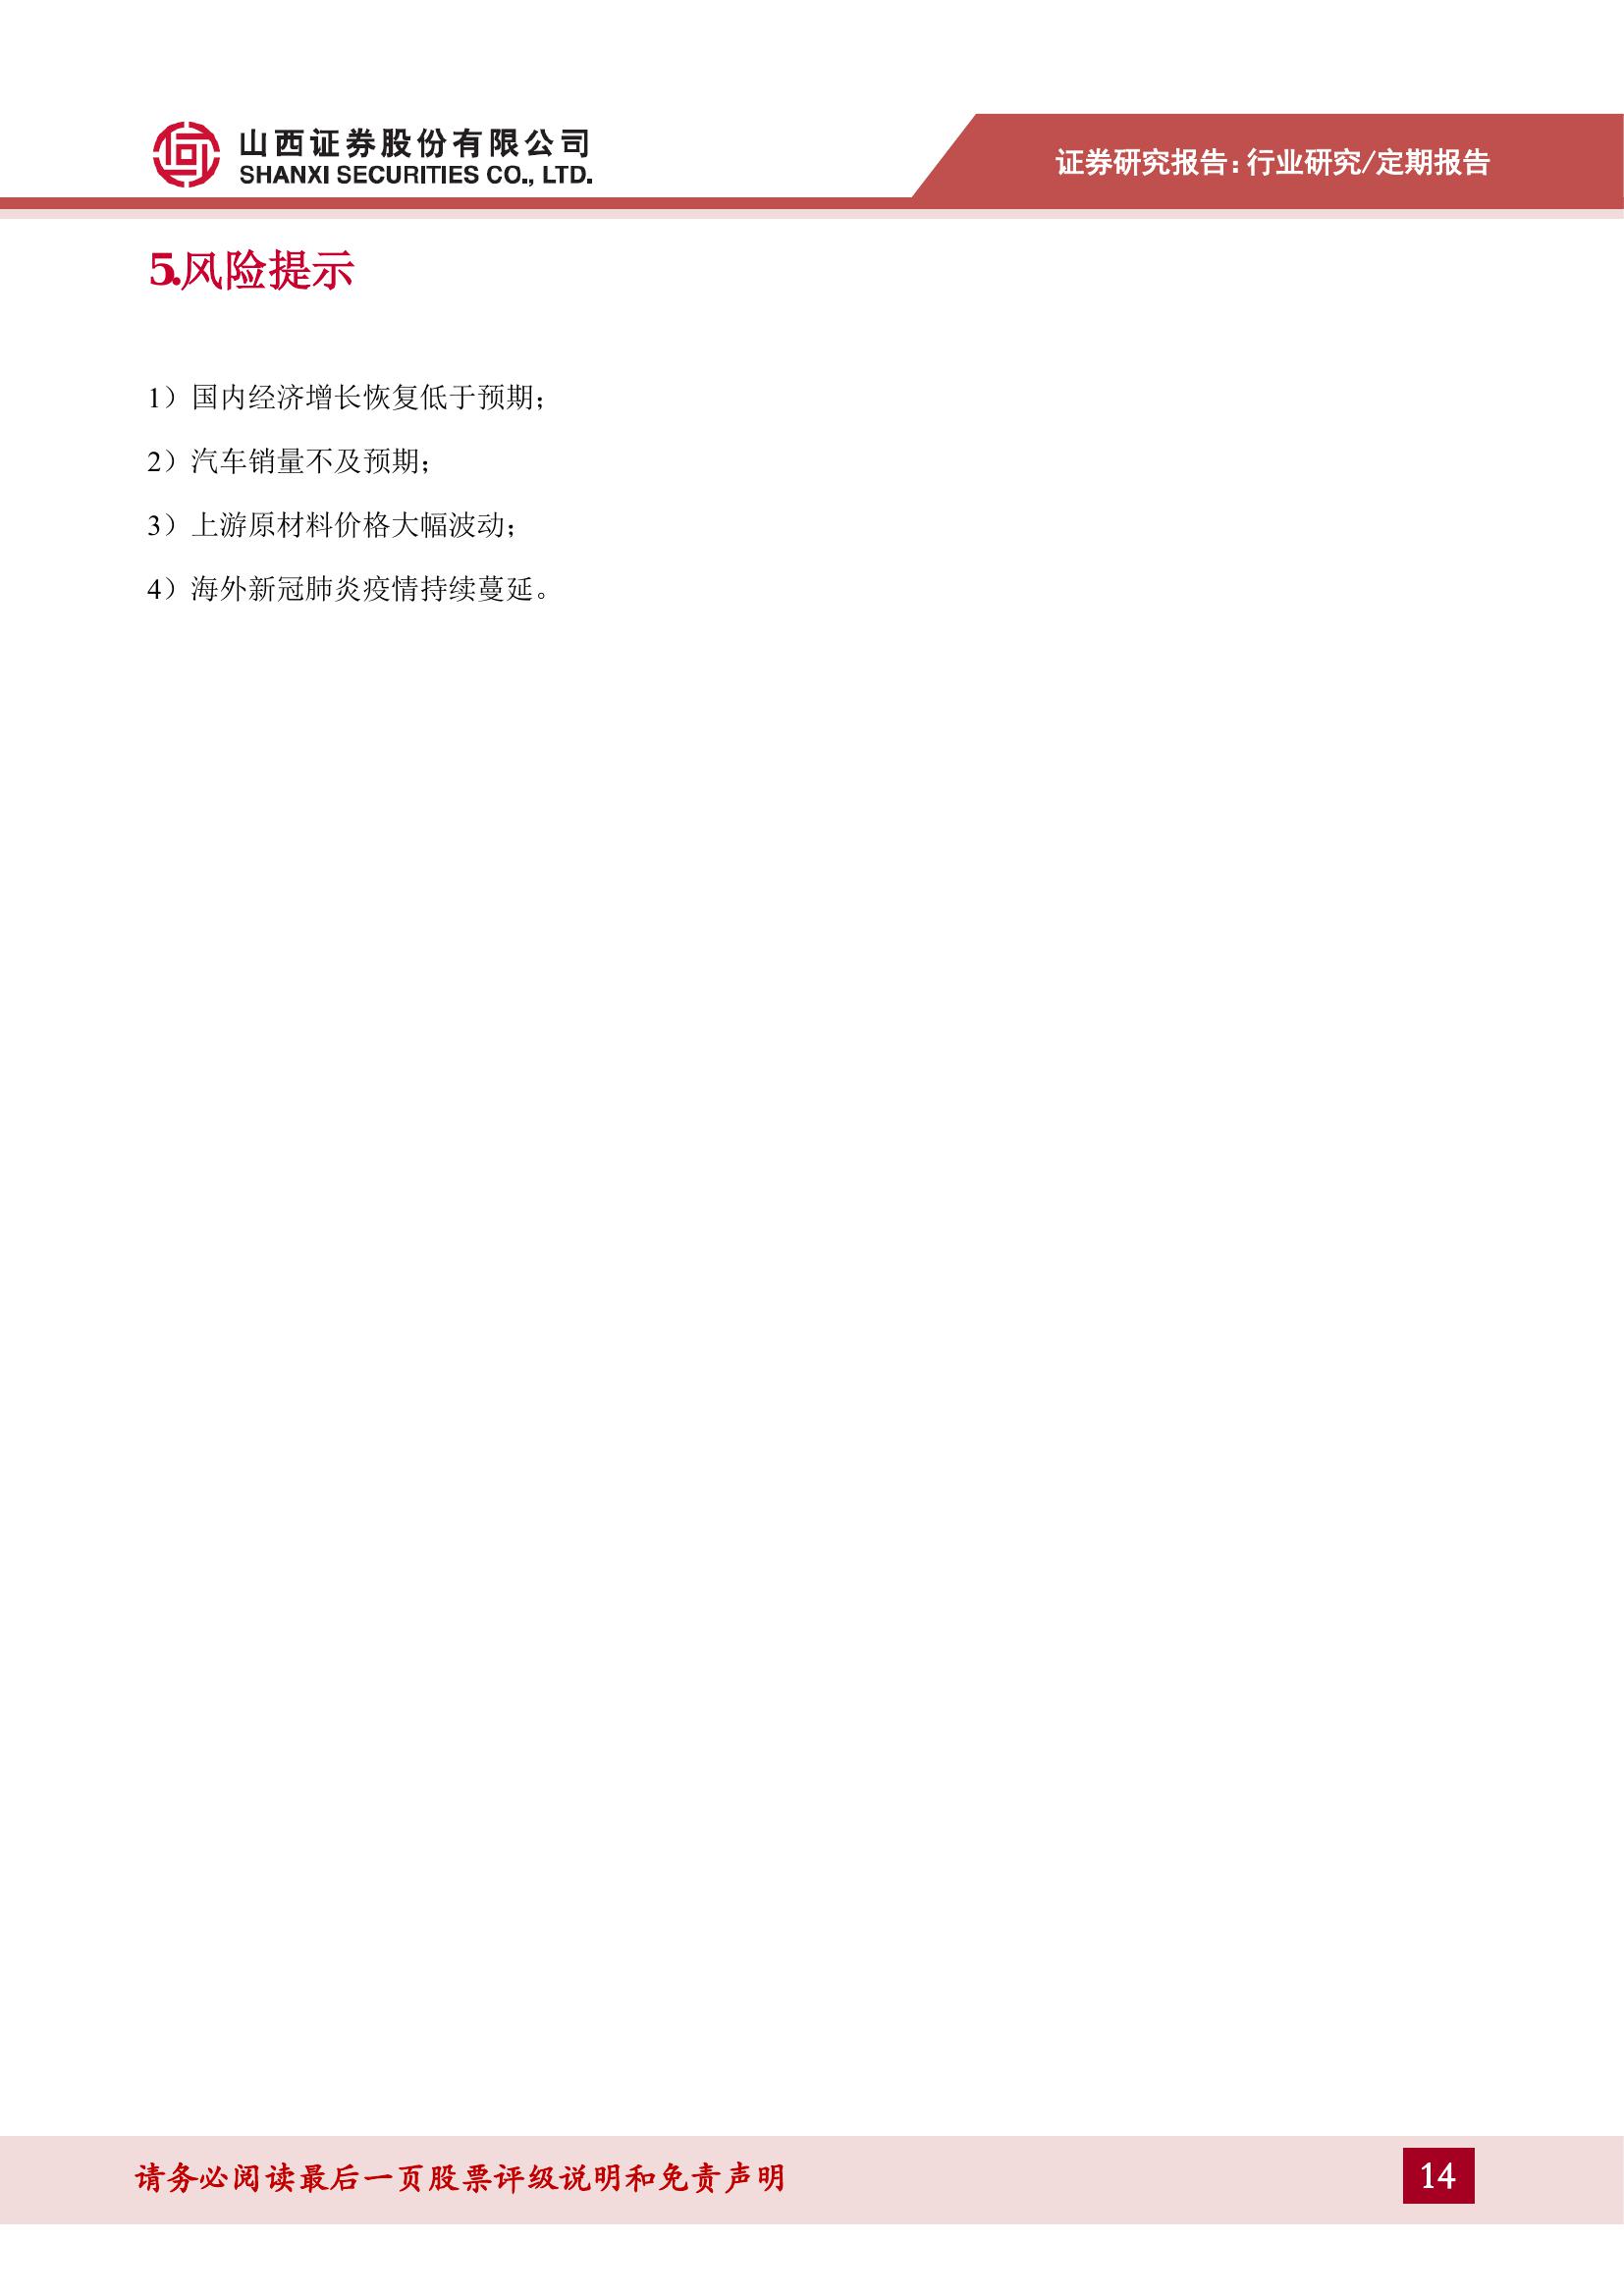 山西证券股份有限公司
SHANXI SECURITIES CO., LTD.
证券研究报告：行业研究/定期报告
5.风险提示
1）国内经济增长恢复低于预期；
2）汽车销量不及预期；
3）上游原材料价格大幅波动；
4）海外新冠肺炎疫情持续蔓延。
请务必阅读最后一页股票评级说明和免责声明
14